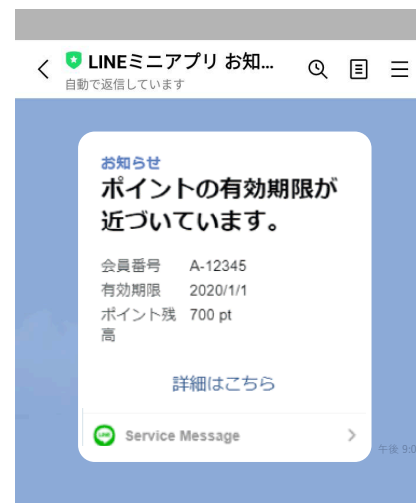 LINEミニアプリ お知...
自動で返信しています
お知らせ
ポイントの有効期限が
近づいています。
会員番号 A-12345
有効期限 2020/1/1
ポイント残 700 pt
高
詳細はこちら
Service Message
午後 9:0